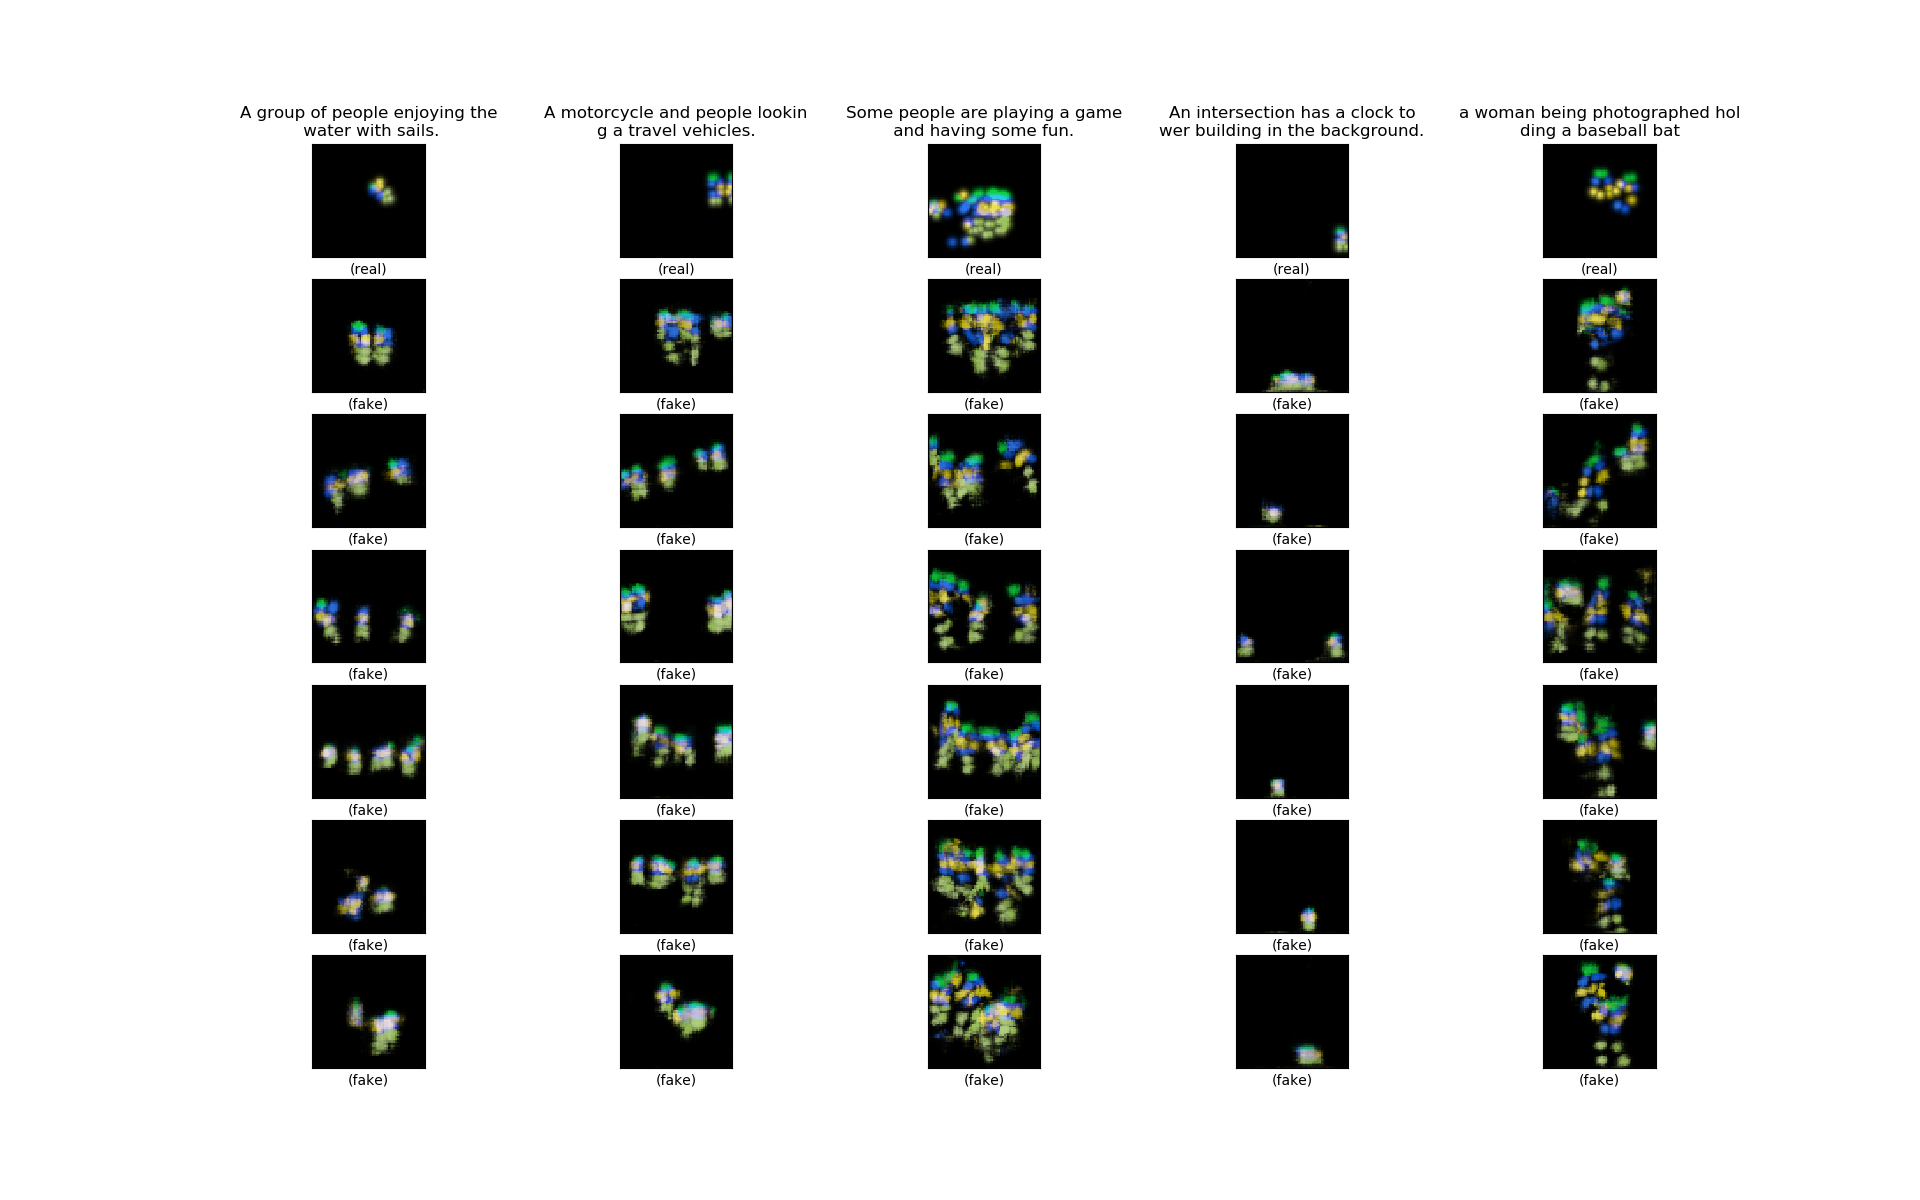 A group of people enjoying the
water with sails.
A motorcycle and people lookin
g a travel vehicles.
Some people are playing a game
and having some fun.
An intersection has a clock to
wer building in the background.
a woman being photographed hol
ding a baseball bat
(real) (real) (real) (real) (real)
(fake) (fake) (fake) (fake) (fake)
(fake) (fake) (fake) (fake) (fake)
(fake) (fake) (fake) (fake) (fake)
(fake) (fake) (fake) (fake) (fake)
(fake) (fake) (fake) (fake) (fake)
(fake) (fake) (fake) (fake) (fake)